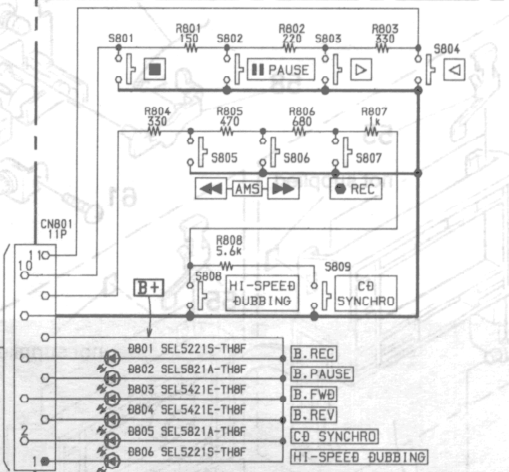 R801 R802 R803
S801 150 S802 220 S803 330 S804
■ ▮▮ PAUSE ▷ ◁
R804 R805 R806 R807
330 470 680 1k
S805 S806 S807
◀◀ AMS ▶▶ ● REC
CN801
11P
11
10
R808
5.6k
S808 S809
B+ HI-SPEED DUBBING CD SYNCHRO
D801 SEL5221S-TH8F B.REC
D802 SEL5821A-TH8F B.PAUSE
D803 SEL5421E-TH8F B.FWD
D804 SEL5421E-TH8F B.REV
2 D805 SEL5821A-TH8F CD SYNCHRO
1 D806 SEL5221S-TH8F HI-SPEED DUBBING